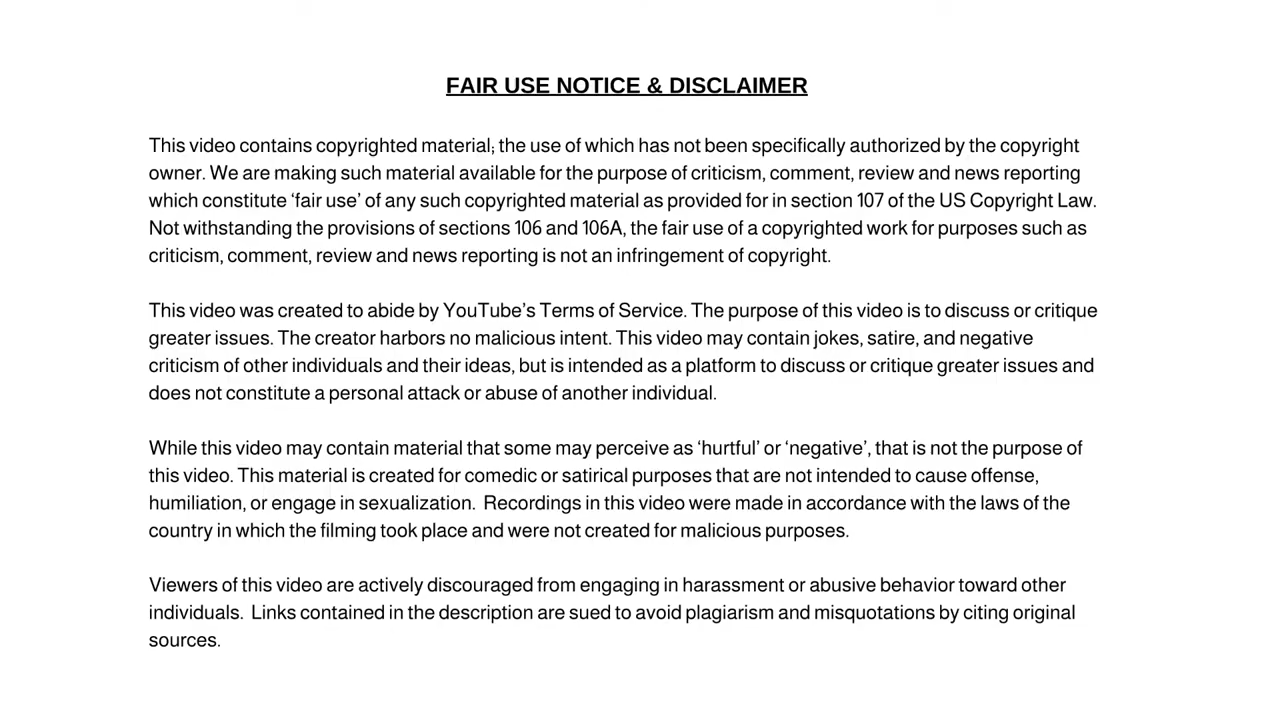 FAIR USE NOTICE & DISCLAIMER
This video contains copyrighted material; the use of which has not been specifically authorized by the copyright
owner. We are making such material available for the purpose of criticism, comment, review and news reporting
which constitute ‘fair use’ of any such copyrighted material as provided for in section 107 of the US Copyright Law.
Not withstanding the provisions of sections 106 and 106A, the fair use of a copyrighted work for purposes such as
criticism, comment, review and news reporting is not an infringement of copyright.
This video was created to abide by YouTube’s Terms of Service. The purpose of this video is to discuss or critique
greater issues. The creator harbors no malicious intent. This video may contain jokes, satire, and negative
criticism of other individuals and their ideas, but is intended as a platform to discuss or critique greater issues and
does not constitute a personal attack or abuse of another individual.
While this video may contain material that some may perceive as ‘hurtful’ or ‘negative’, that is not the purpose of
this video. This material is created for comedic or satirical purposes that are not intended to cause offense,
humiliation, or engage in sexualization.  Recordings in this video were made in accordance with the laws of the
country in which the filming took place and were not created for malicious purposes.
Viewers of this video are actively discouraged from engaging in harassment or abusive behavior toward other
individuals.  Links contained in the description are sued to avoid plagiarism and misquotations by citing original
sources.